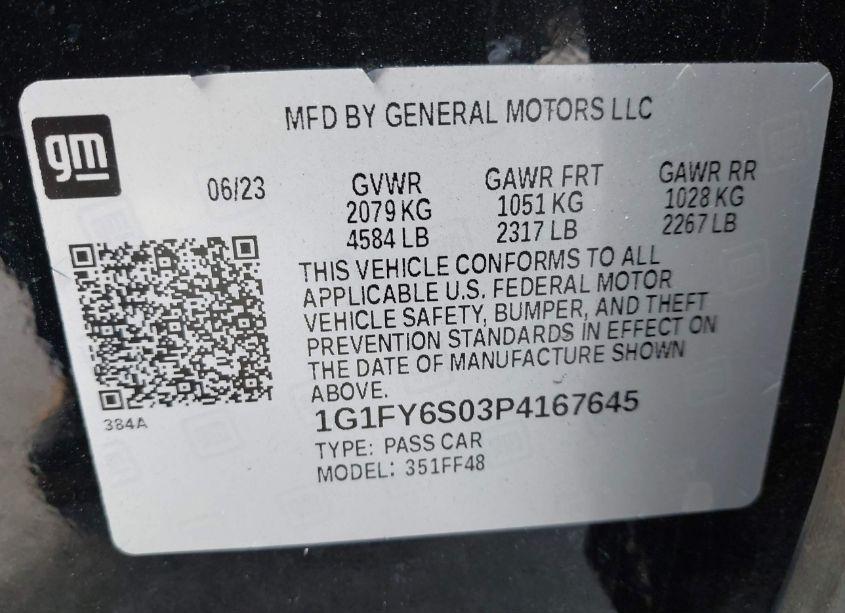 MFD BY GENERAL MOTORS LLC
gm
06/23
GVWR
2079 KG
4584 LB
GAWR FRT
1051 KG
2317 LB
GAWR RR
1028 KG
2267 LB
THIS VEHICLE CONFORMS TO ALL
APPLICABLE U.S. FEDERAL MOTOR
VEHICLE SAFETY, BUMPER, AND THEFT
PREVENTION STANDARDS IN EFFECT ON
THE DATE OF MANUFACTURE SHOWN
ABOVE.
384A
1G1FY6S03P4167645
TYPE: PASS CAR
MODEL: 351FF48